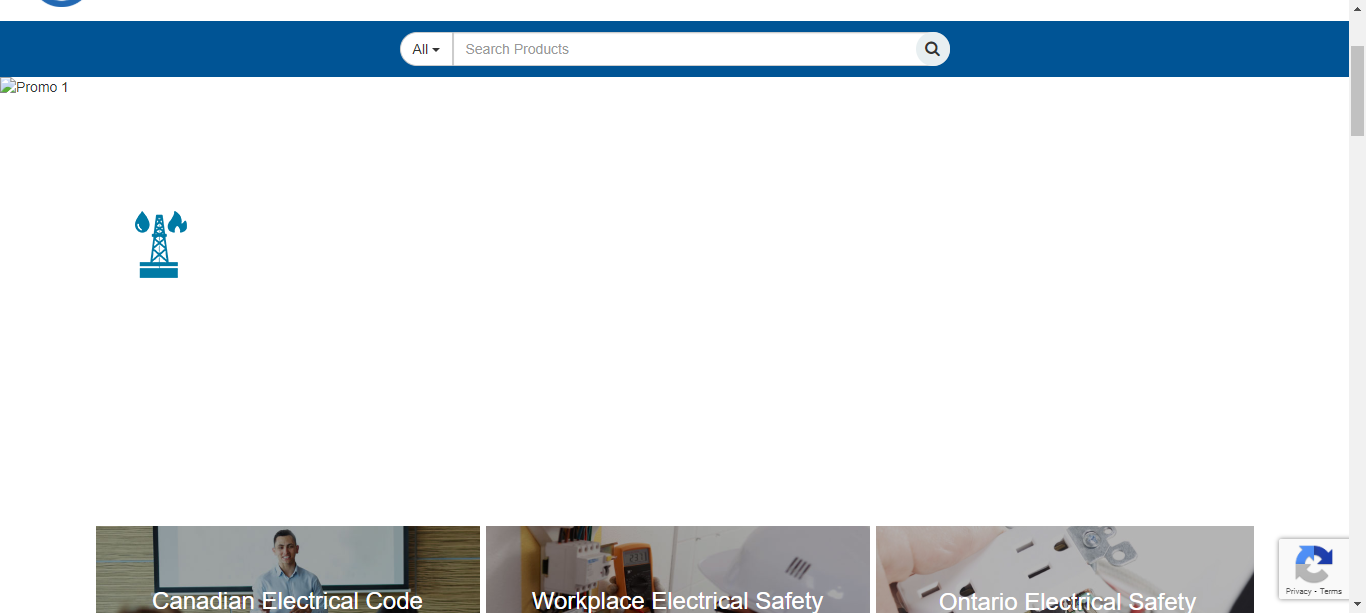 All
Search Products
Promo 1
Canadian Electrical Code
Workplace Electrical Safety
Ontario Electrical Safety
Privacy - Terms